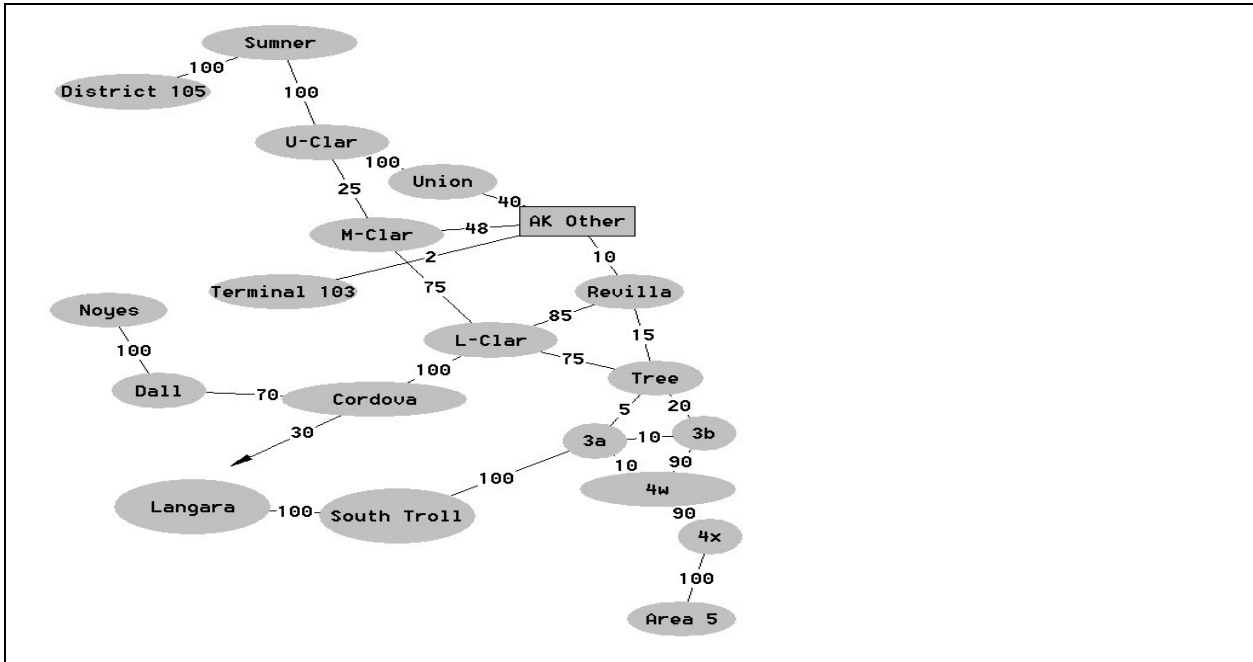 Sumner
100
District 105
100
U-Clar
100
Union
25
40
AK Other
M-Clar
48
2
10
Terminal 103
75
Revilla
Noyes
85
15
L-Clar
100
75
100
Tree
Dall
70
Cordova
5
20
30
3a
10
3b
10
90
100
4w
Langara
100
South Troll
90
4x
100
Area 5